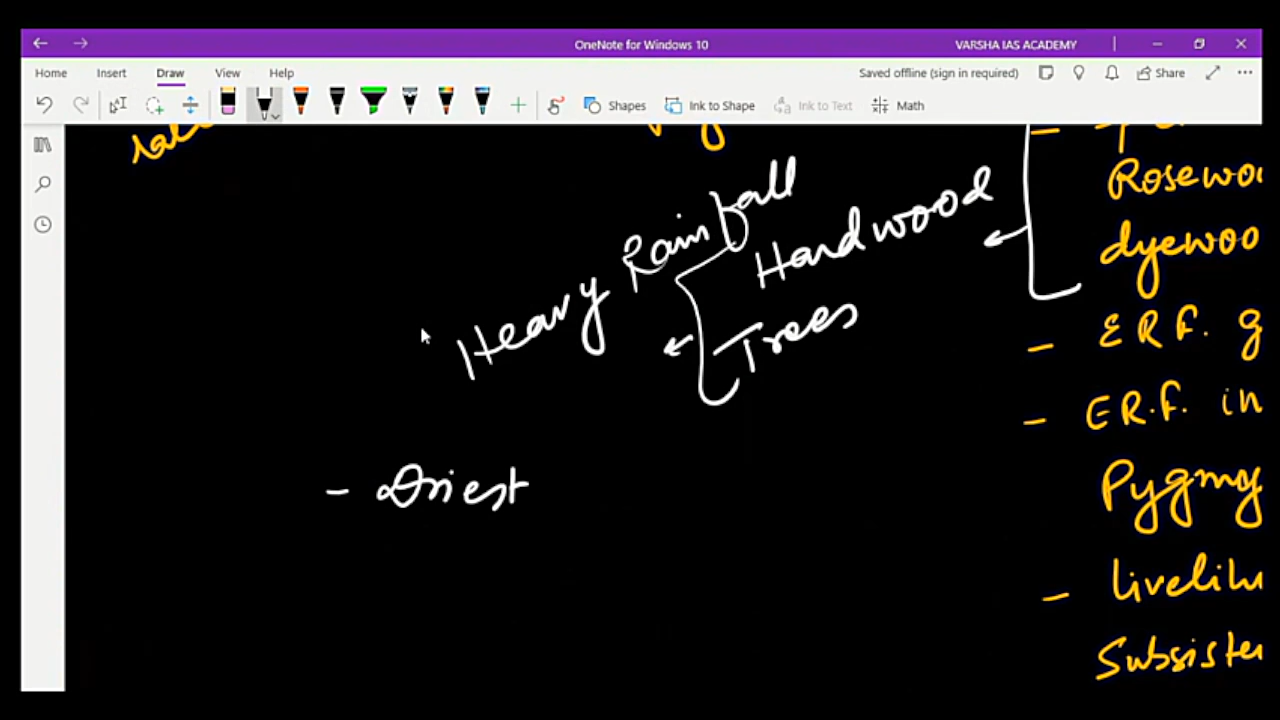 OneNote for Windows 10
VARSHA IAS ACADEMY
Home Insert Draw View Help
Saved offline (sign in required)
Share
Shapes
Ink to Shape
Ink to Text
Math
Heavy Rainfall
Hardwood
Trees
- Driest
Rosewo
dyewoo
- E R F. g
- E R.F. in
Pygmy
- livelih
Subsiste